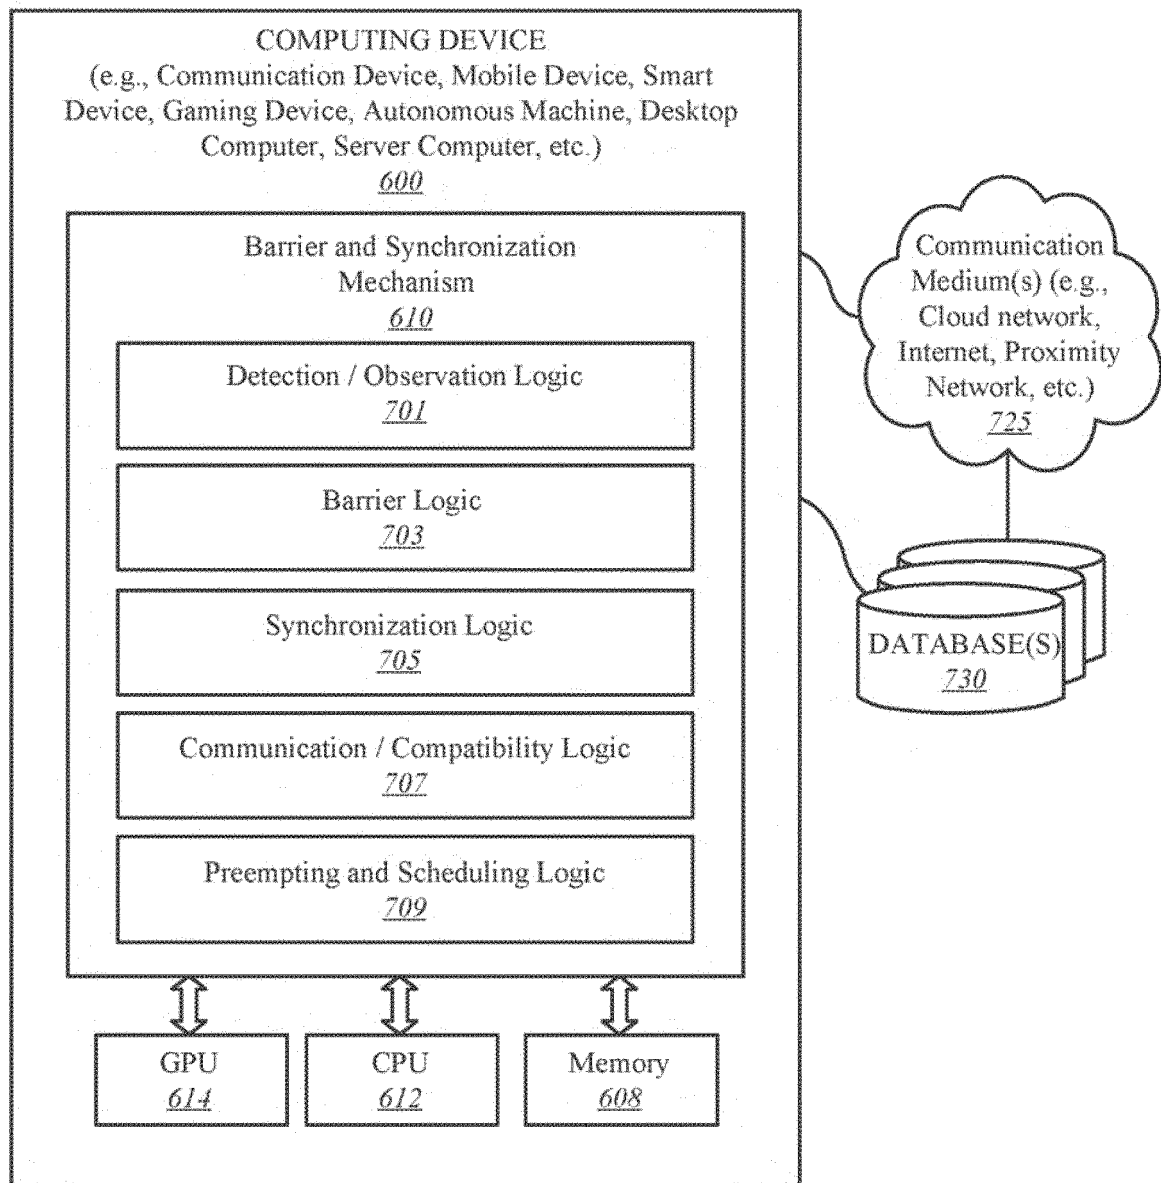 COMPUTING DEVICE
(e.g., Communication Device, Mobile Device, Smart
Device, Gaming Device, Autonomous Machine, Desktop
Computer, Server Computer, etc.)
600
Barrier and Synchronization
Mechanism
610
Detection / Observation Logic
701
Barrier Logic
703
Synchronization Logic
705
Communication / Compatibility Logic
707
Preempting and Scheduling Logic
709
GPU
614
CPU
612
Memory
608
Communication
Medium(s) (e.g.,
Cloud network,
Internet, Proximity
Network, etc.)
725
DATABASE(S)
730